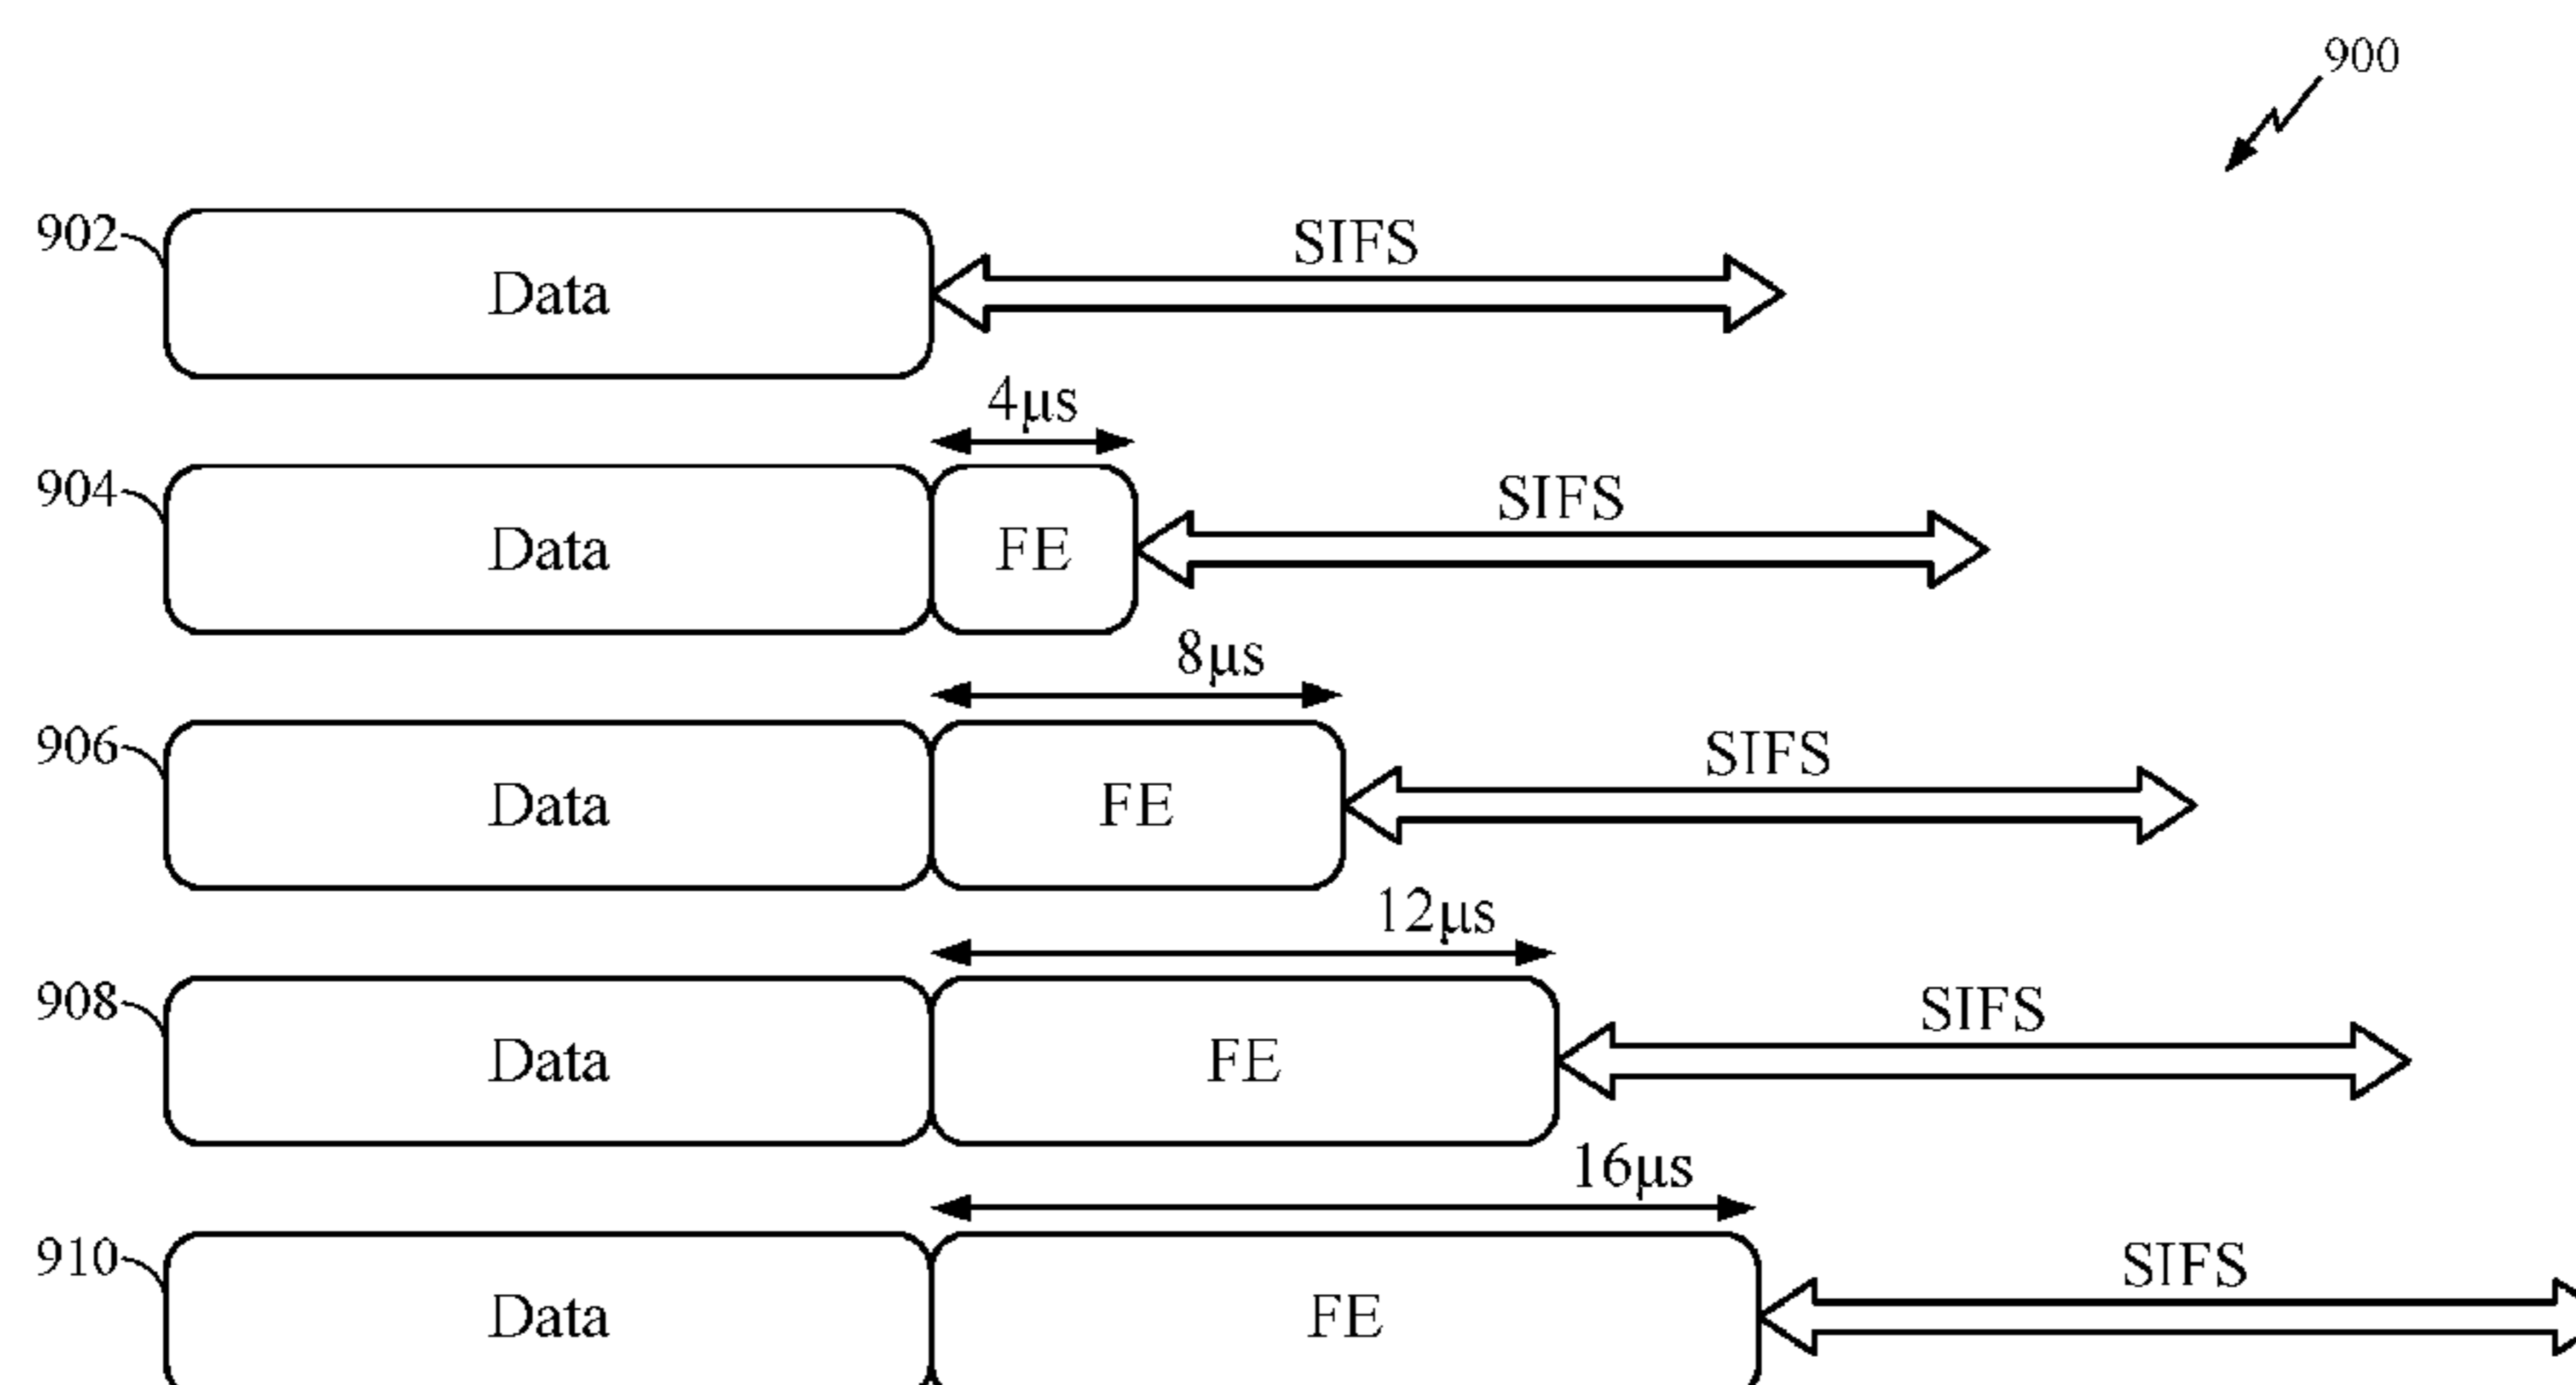 900
902 Data SIFS
4μs
904 Data FE SIFS
8μs
906 Data FE SIFS
12μs
908 Data FE SIFS
16μs
910 Data FE SIFS